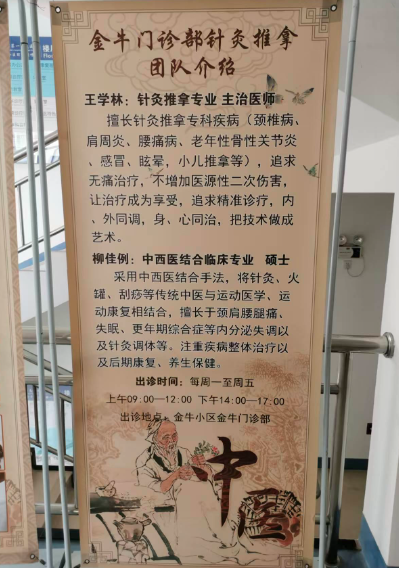 金牛门诊部针灸推拿
团队介绍
王学林：针灸推拿专业 主治医师
擅长针灸推拿专科疾病（颈椎病、
肩周炎、腰痛病、老年性骨性关节炎
、感冒、眩晕，小儿推拿等），追求
无痛治疗，不增加医源性二次伤害，
让治疗成为享受，追求精准诊疗，内
、外同调，身、心同治，把技术做成
艺术。
柳佳例：中西医结合临床专业 硕士
采用中西医结合手法，将针灸、火
罐、刮痧等传统中医与运动医学、运
动康复相结合，擅长于颈肩腰腿痛、
失眠、更年期综合症等内分泌失调以
及针灸调体等。注重疾病整体治疗以
及后期康复、养生保健。
出诊时间：每周一至周五
上午09:00—12:00 下午14:00—17:00
出诊地点：金牛小区金牛门诊部
中医